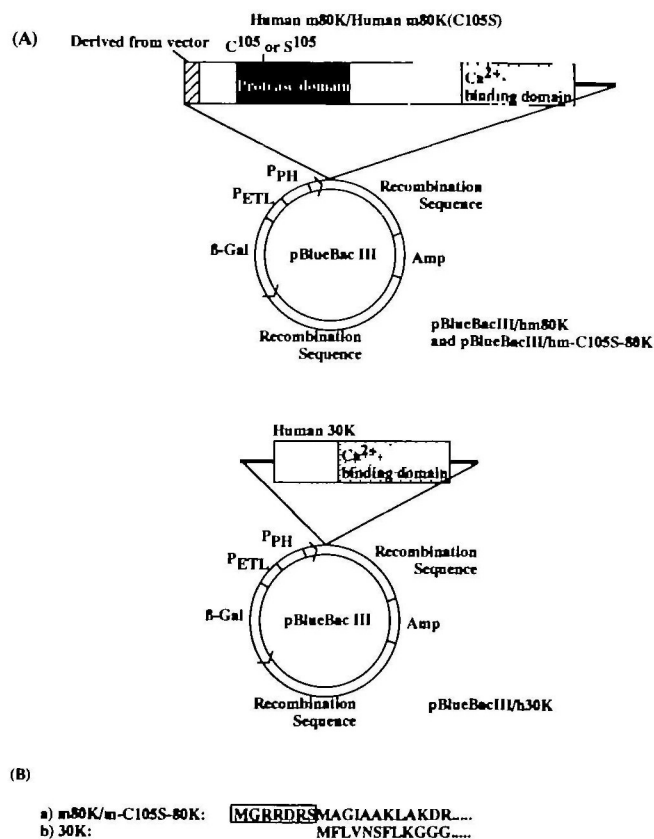 Human m80K/Human m80K(C105S)
(A)
Derived from vector
C105 or S105
Protease domain
Ca2+-
binding domain
PPH
PETL
Recombination
Sequence
ß-Gal
pBlueBac III
Amp
Recombination
Sequence
pBlueBacIII/hm80K
and pBlueBacIII/hm-C105S-80K
Human 30K
Ca2+-
binding domain
PPH
PETL
Recombination
Sequence
ß-Gal
pBlueBac III
Amp
Recombination
Sequence
pBlueBacIII/h30K
(B)
a) m80K/m-C105S-80K: MGRRDRSMAGIAAKLAKDR.....
b) 30K: MFLVNSFLKGGG.....